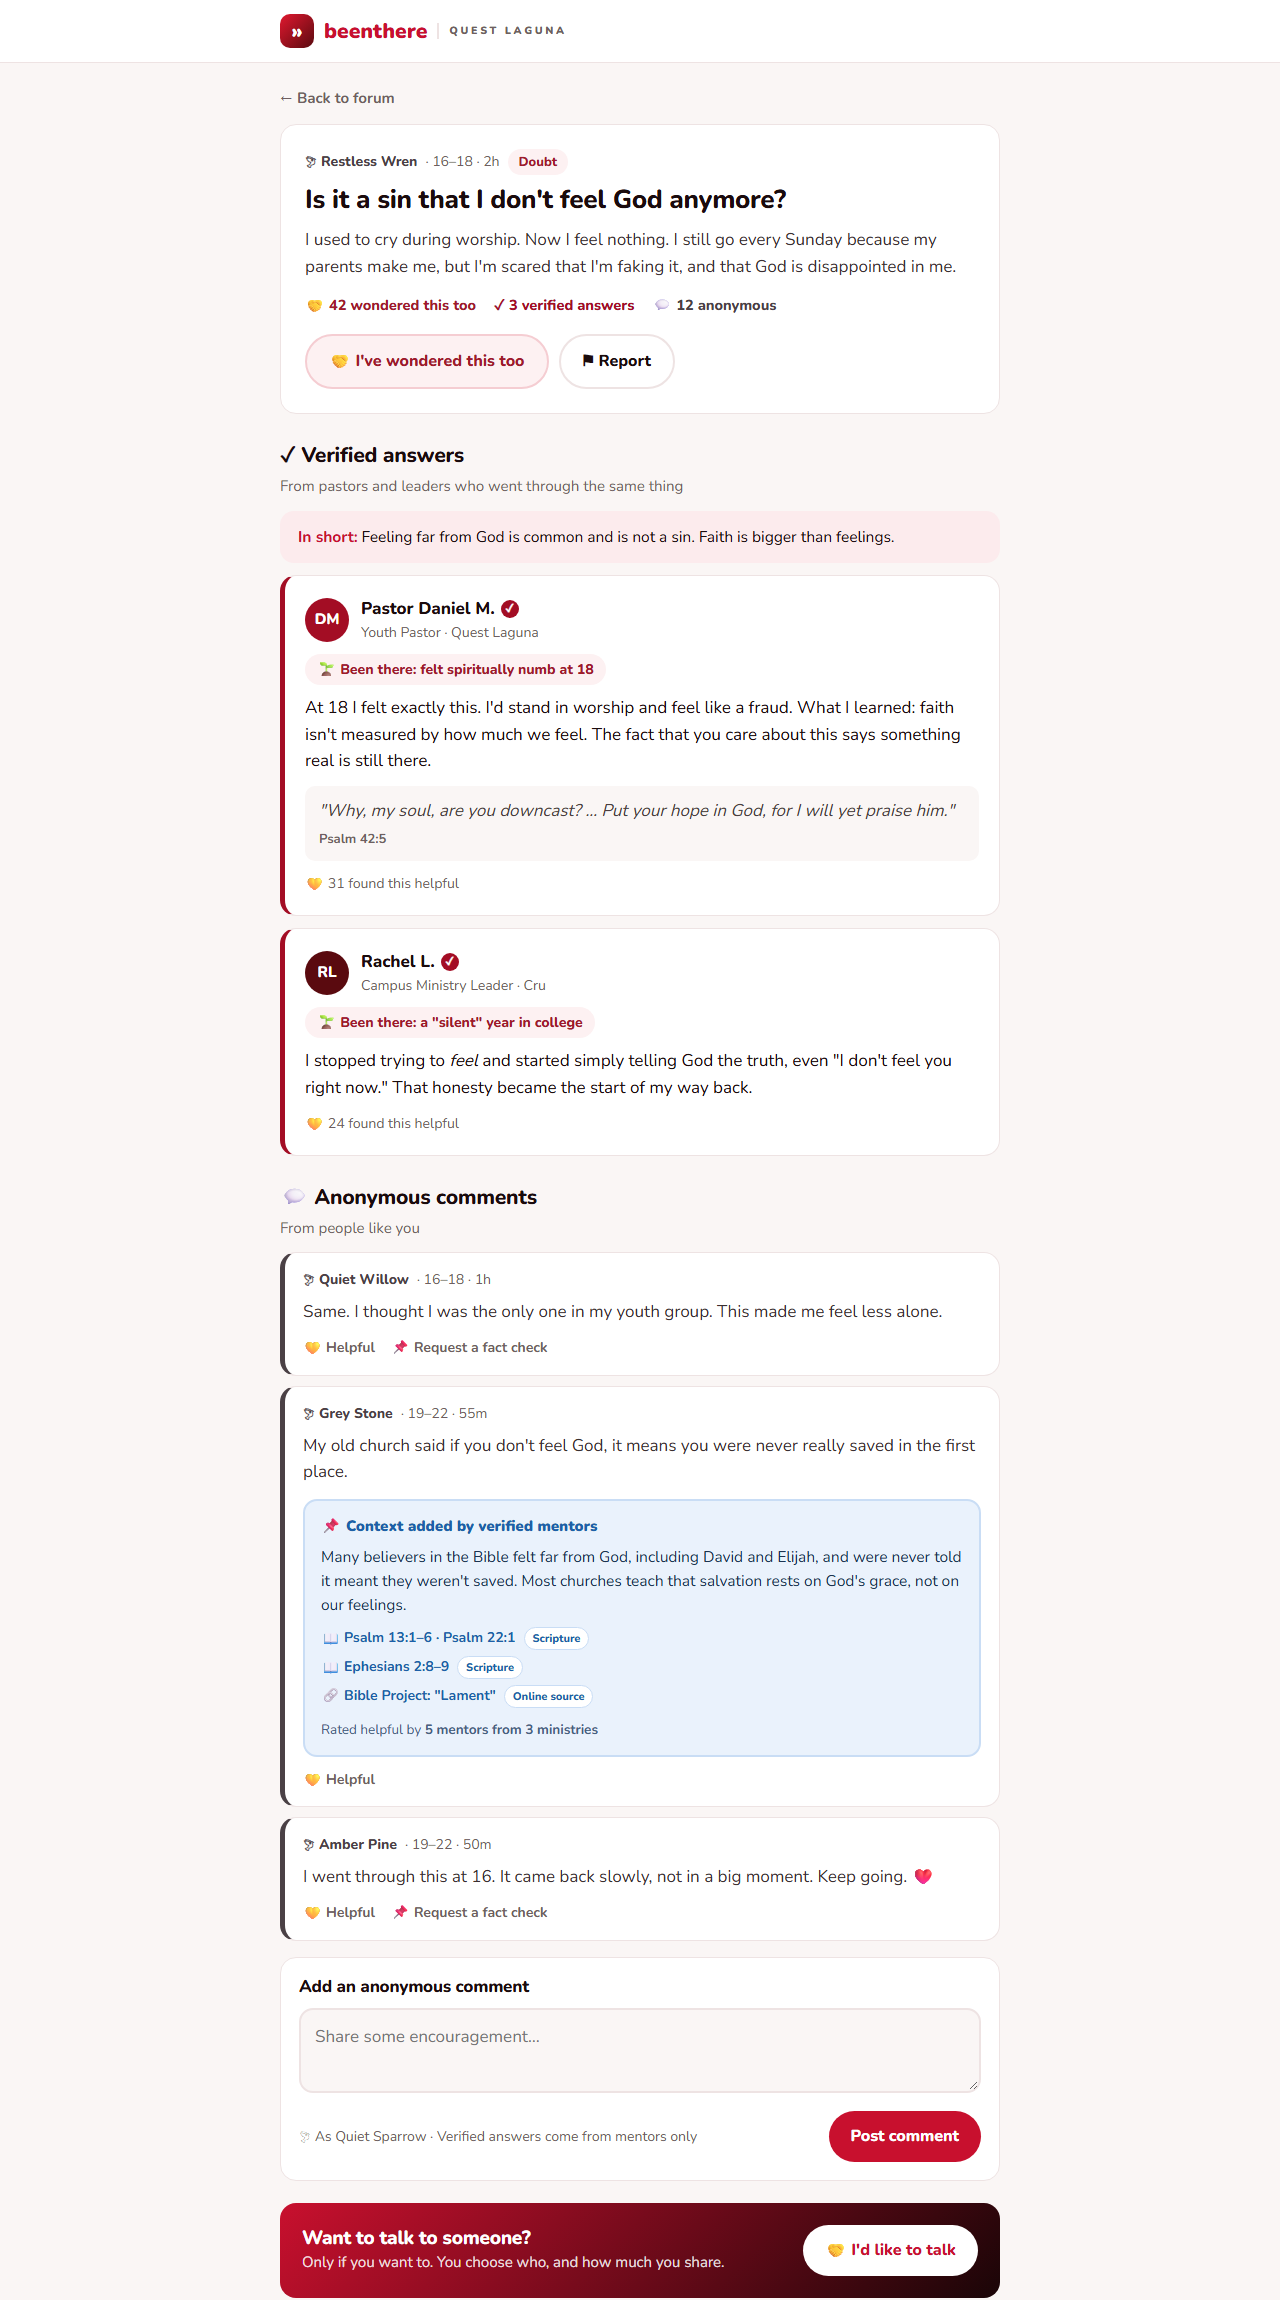 » beenthere QUEST LAGUNA
← Back to forum
Restless Wren · 16–18 · 2h Doubt
Is it a sin that I don't feel God anymore?
I used to cry during worship. Now I feel nothing. I still go every Sunday because my
parents make me, but I'm scared that I'm faking it, and that God is disappointed in me.
42 wondered this too ✓ 3 verified answers 12 anonymous
I've wondered this too ⚑ Report
✓ Verified answers
From pastors and leaders who went through the same thing
In short: Feeling far from God is common and is not a sin. Faith is bigger than feelings.
DM Pastor Daniel M. ✓
Youth Pastor · Quest Laguna
Been there: felt spiritually numb at 18
At 18 I felt exactly this. I'd stand in worship and feel like a fraud. What I learned: faith
isn't measured by how much we feel. The fact that you care about this says something
real is still there.
"Why, my soul, are you downcast? ... Put your hope in God, for I will yet praise him."
Psalm 42:5
31 found this helpful
RL Rachel L. ✓
Campus Ministry Leader · Cru
Been there: a "silent" year in college
I stopped trying to feel and started simply telling God the truth, even "I don't feel you
right now." That honesty became the start of my way back.
24 found this helpful
Anonymous comments
From people like you
Quiet Willow · 16–18 · 1h
Same. I thought I was the only one in my youth group. This made me feel less alone.
Helpful Request a fact check
Grey Stone · 19–22 · 55m
My old church said if you don't feel God, it means you were never really saved in the first
place.
Context added by verified mentors
Many believers in the Bible felt far from God, including David and Elijah, and were never told
it meant they weren't saved. Most churches teach that salvation rests on God's grace, not on
our feelings.
Psalm 13:1–6 · Psalm 22:1 Scripture
Ephesians 2:8–9 Scripture
Bible Project: "Lament" Online source
Rated helpful by 5 mentors from 3 ministries
Helpful
Amber Pine · 19–22 · 50m
I went through this at 16. It came back slowly, not in a big moment. Keep going. ❤️
Helpful Request a fact check
Add an anonymous comment
Share some encouragement...
As Quiet Sparrow · Verified answers come from mentors only
Post comment
Want to talk to someone?
Only if you want to. You choose who, and how much you share.
I'd like to talk